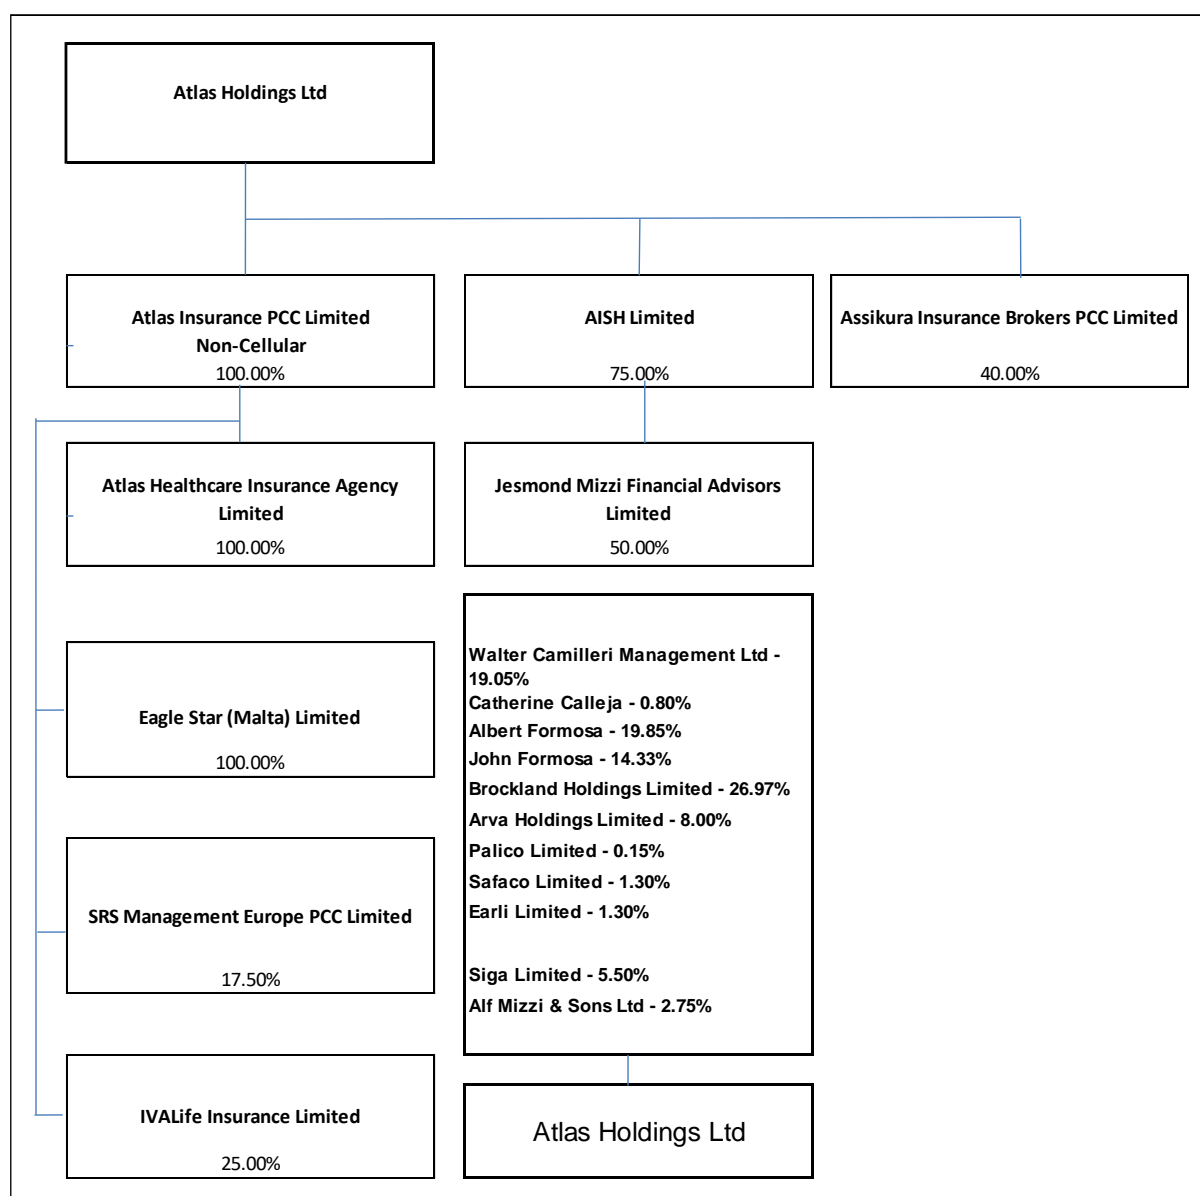 Atlas Holdings Ltd
Atlas Insurance PCC Limited
Non-Cellular
100.00%
AISH Limited
75.00%
Assikura Insurance Brokers PCC Limited
40.00%
Atlas Healthcare Insurance Agency
Limited
100.00%
Jesmond Mizzi Financial Advisors
Limited
50.00%
Eagle Star (Malta) Limited
100.00%
SRS Management Europe PCC Limited
17.50%
IVALife Insurance Limited
25.00%
Walter Camilleri Management Ltd -
19.05%
Catherine Calleja - 0.80%
Albert Formosa - 19.85%
John Formosa - 14.33%
Brockland Holdings Limited - 26.97%
Arva Holdings Limited - 8.00%
Palico Limited - 0.15%
Safaco Limited - 1.30%
Earli Limited - 1.30%
Siga Limited - 5.50%
Alf Mizzi & Sons Ltd - 2.75%
Atlas Holdings Ltd